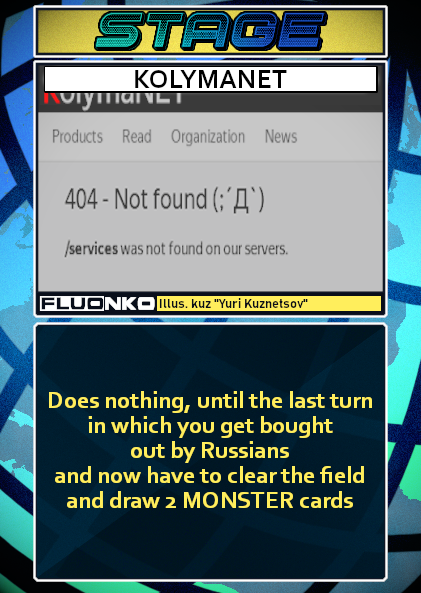 STAGE
KOLYMANET
KolymaNET
Products Read Organization News
404 - Not found (;´Д`)
/services was not found on our servers.
FLUONKO Illus. kuz "Yuri Kuznetsov"
Does nothing, until the last turn
in which you get bought
out by Russians
and now have to clear the field
and draw 2 MONSTER cards